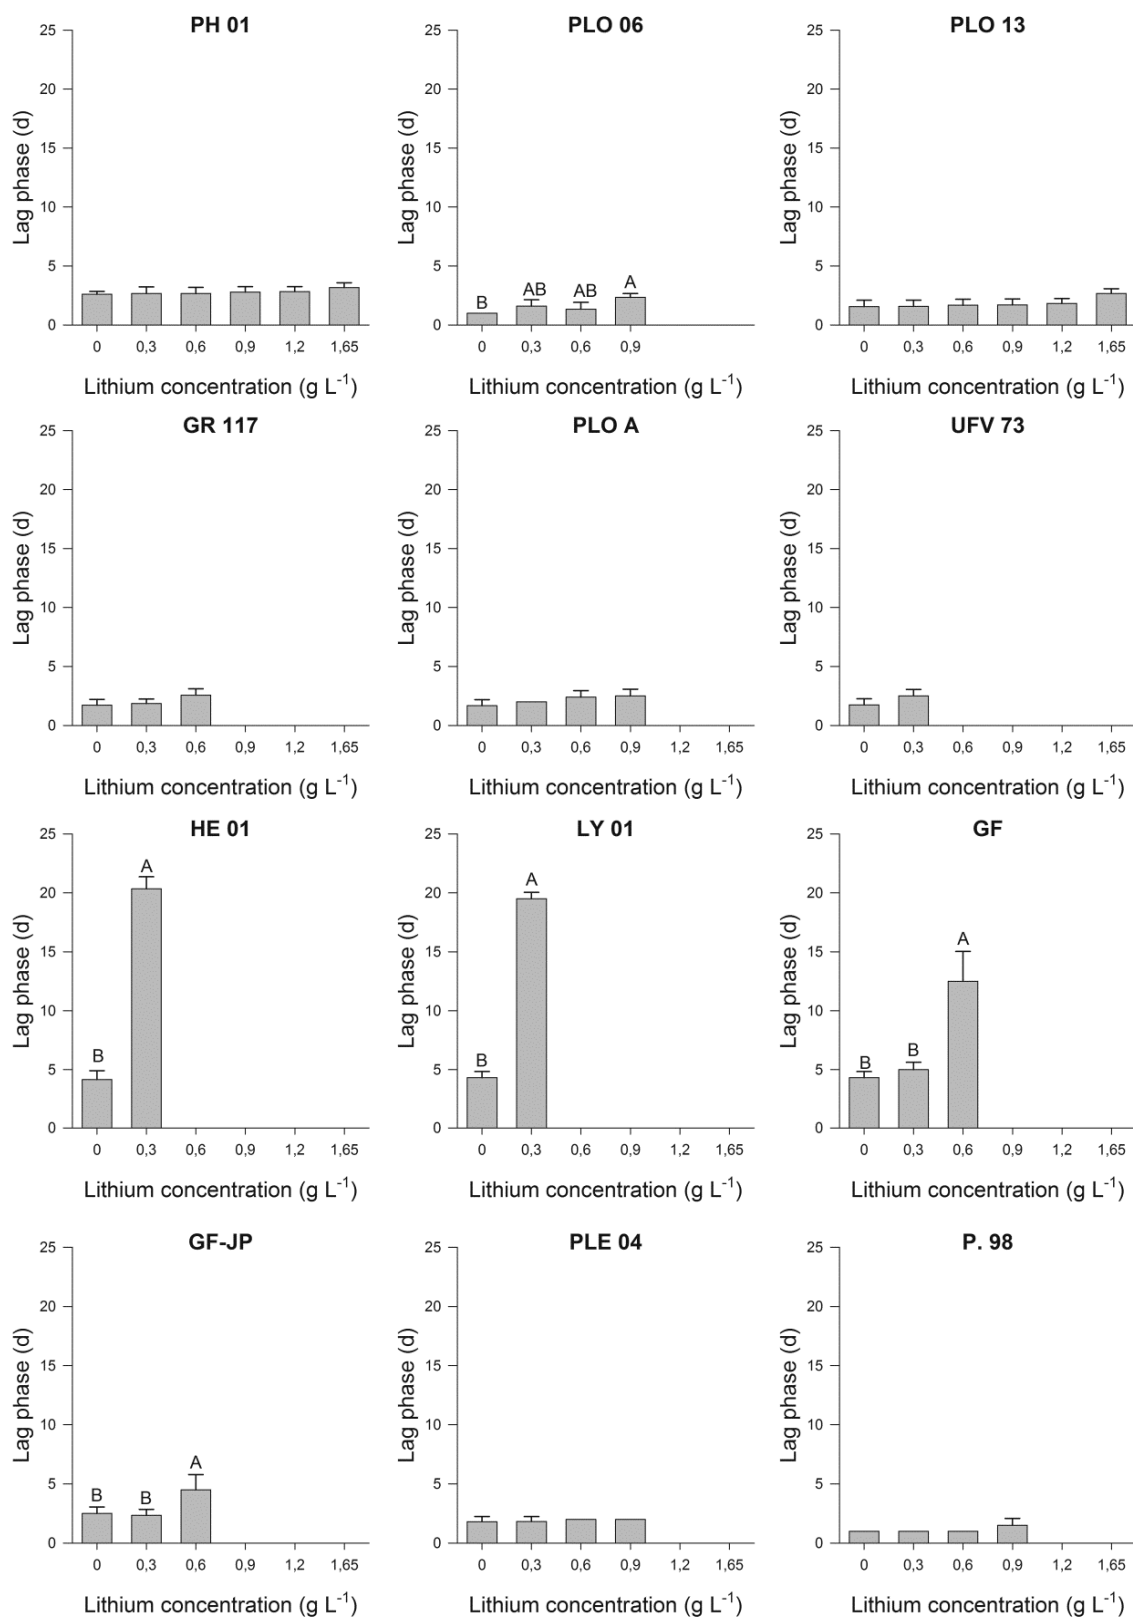 PH 01
25
20
15
10
5
0
Lag phase (d)
0 0,3 0,6 0,9 1,2 1,65
Lithium concentration (g L⁻¹)
PLO 06
25
20
15
10
5
0
Lag phase (d)
B AB AB A
0 0,3 0,6 0,9
Lithium concentration (g L⁻¹)
PLO 13
25
20
15
10
5
0
Lag phase (d)
0 0,3 0,6 0,9 1,2 1,65
Lithium concentration (g L⁻¹)
GR 117
25
20
15
10
5
0
Lag phase (d)
0 0,3 0,6 0,9 1,2 1,65
Lithium concentration (g L⁻¹)
PLO A
25
20
15
10
5
0
Lag phase (d)
0 0,3 0,6 0,9 1,2 1,65
Lithium concentration (g L⁻¹)
UFV 73
25
20
15
10
5
0
Lag phase (d)
0 0,3 0,6 0,9 1,2 1,65
Lithium concentration (g L⁻¹)
HE 01
25
20
15
10
5
0
Lag phase (d)
B A
0 0,3 0,6 0,9 1,2 1,65
Lithium concentration (g L⁻¹)
LY 01
25
20
15
10
5
0
Lag phase (d)
B A
0 0,3 0,6 0,9 1,2 1,65
Lithium concentration (g L⁻¹)
GF
25
20
15
10
5
0
Lag phase (d)
B B A
0 0,3 0,6 0,9 1,2 1,65
Lithium concentration (g L⁻¹)
GF-JP
25
20
15
10
5
0
Lag phase (d)
B B A
0 0,3 0,6 0,9 1,2 1,65
Lithium concentration (g L⁻¹)
PLE 04
25
20
15
10
5
0
Lag phase (d)
0 0,3 0,6 0,9 1,2 1,65
Lithium concentration (g L⁻¹)
P. 98
25
20
15
10
5
0
Lag phase (d)
0 0,3 0,6 0,9 1,2 1,65
Lithium concentration (g L⁻¹)